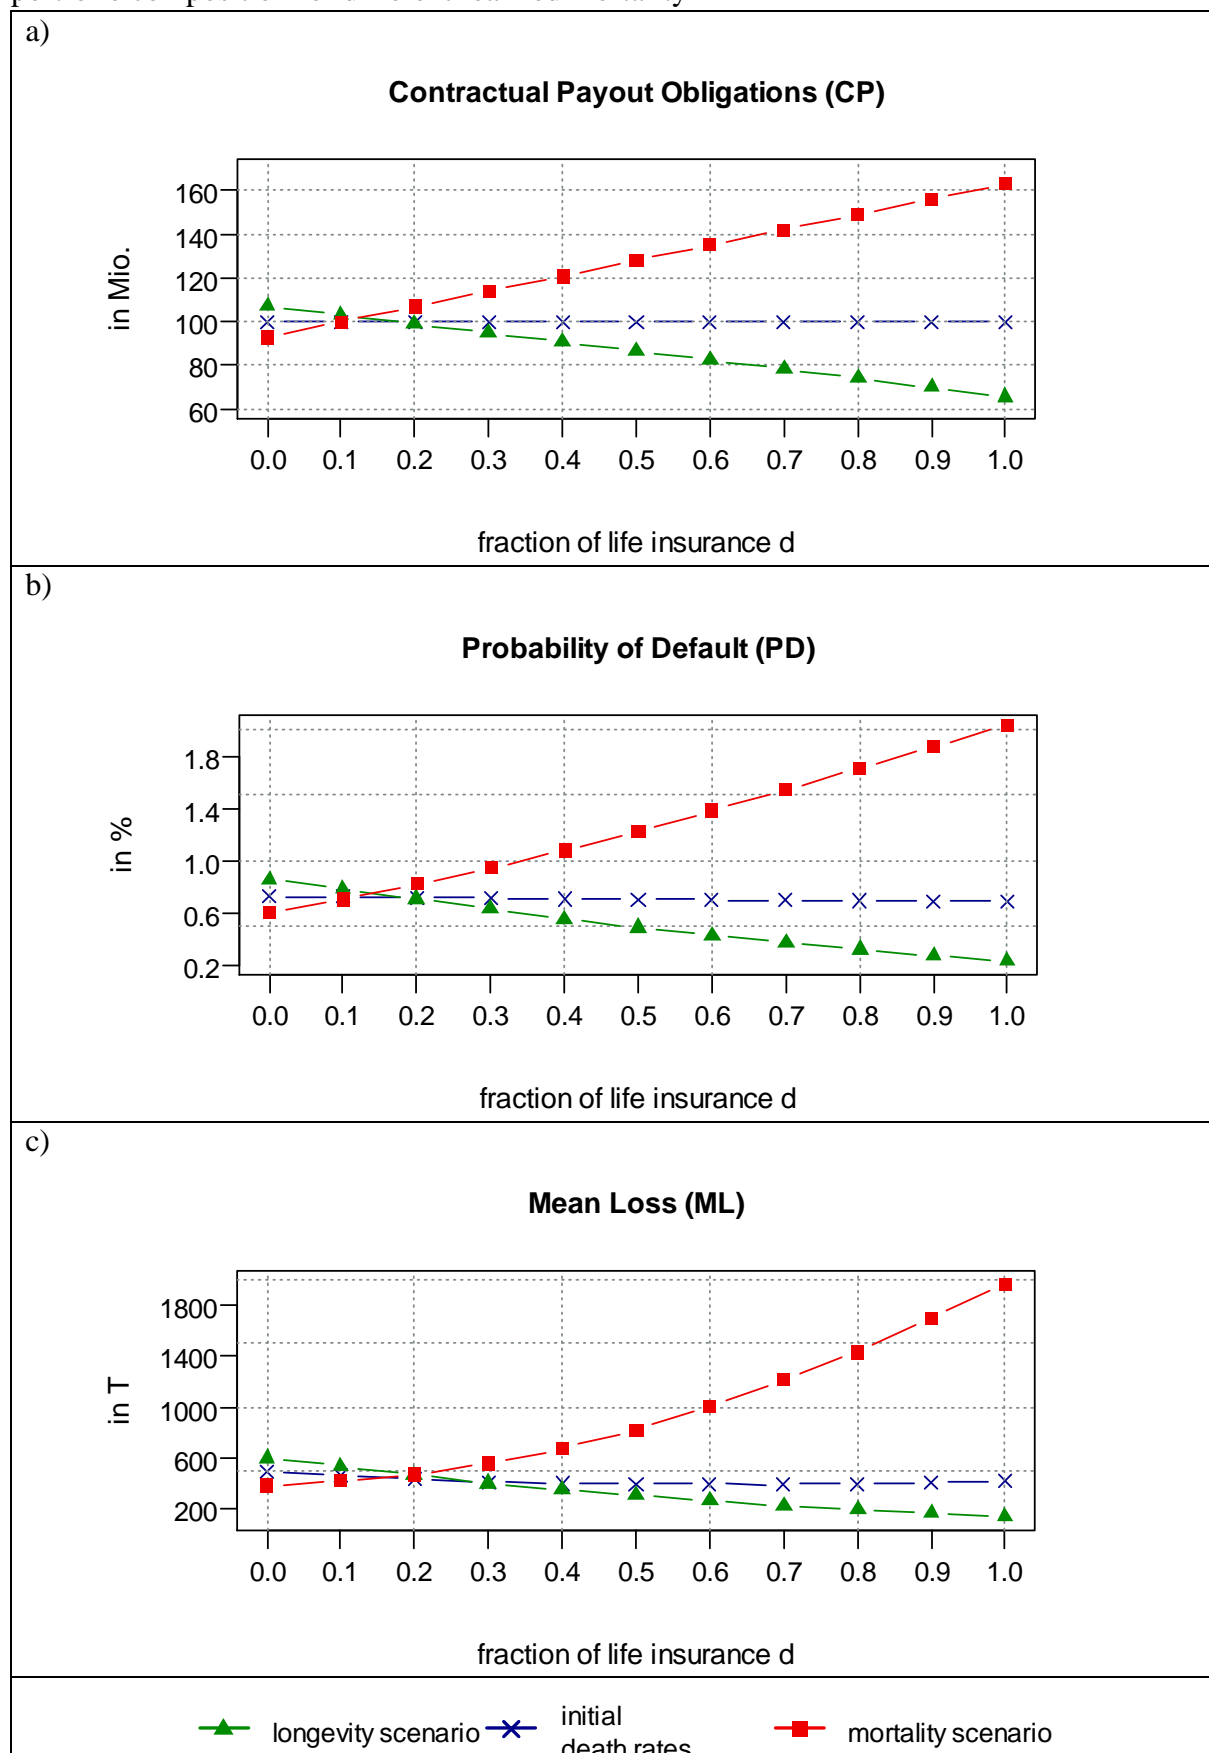 a)
Contractual Payout Obligations (CP)
in Mio.
160
140
120
100
80
60
0.0 0.1 0.2 0.3 0.4 0.5 0.6 0.7 0.8 0.9 1.0
fraction of life insurance d
b)
Probability of Default (PD)
in %
1.8
1.4
1.0
0.6
0.2
0.0 0.1 0.2 0.3 0.4 0.5 0.6 0.7 0.8 0.9 1.0
fraction of life insurance d
c)
Mean Loss (ML)
in T
1800
1400
1000
600
200
0.0 0.1 0.2 0.3 0.4 0.5 0.6 0.7 0.8 0.9 1.0
fraction of life insurance d
longevity scenario
initial
death rates
mortality scenario